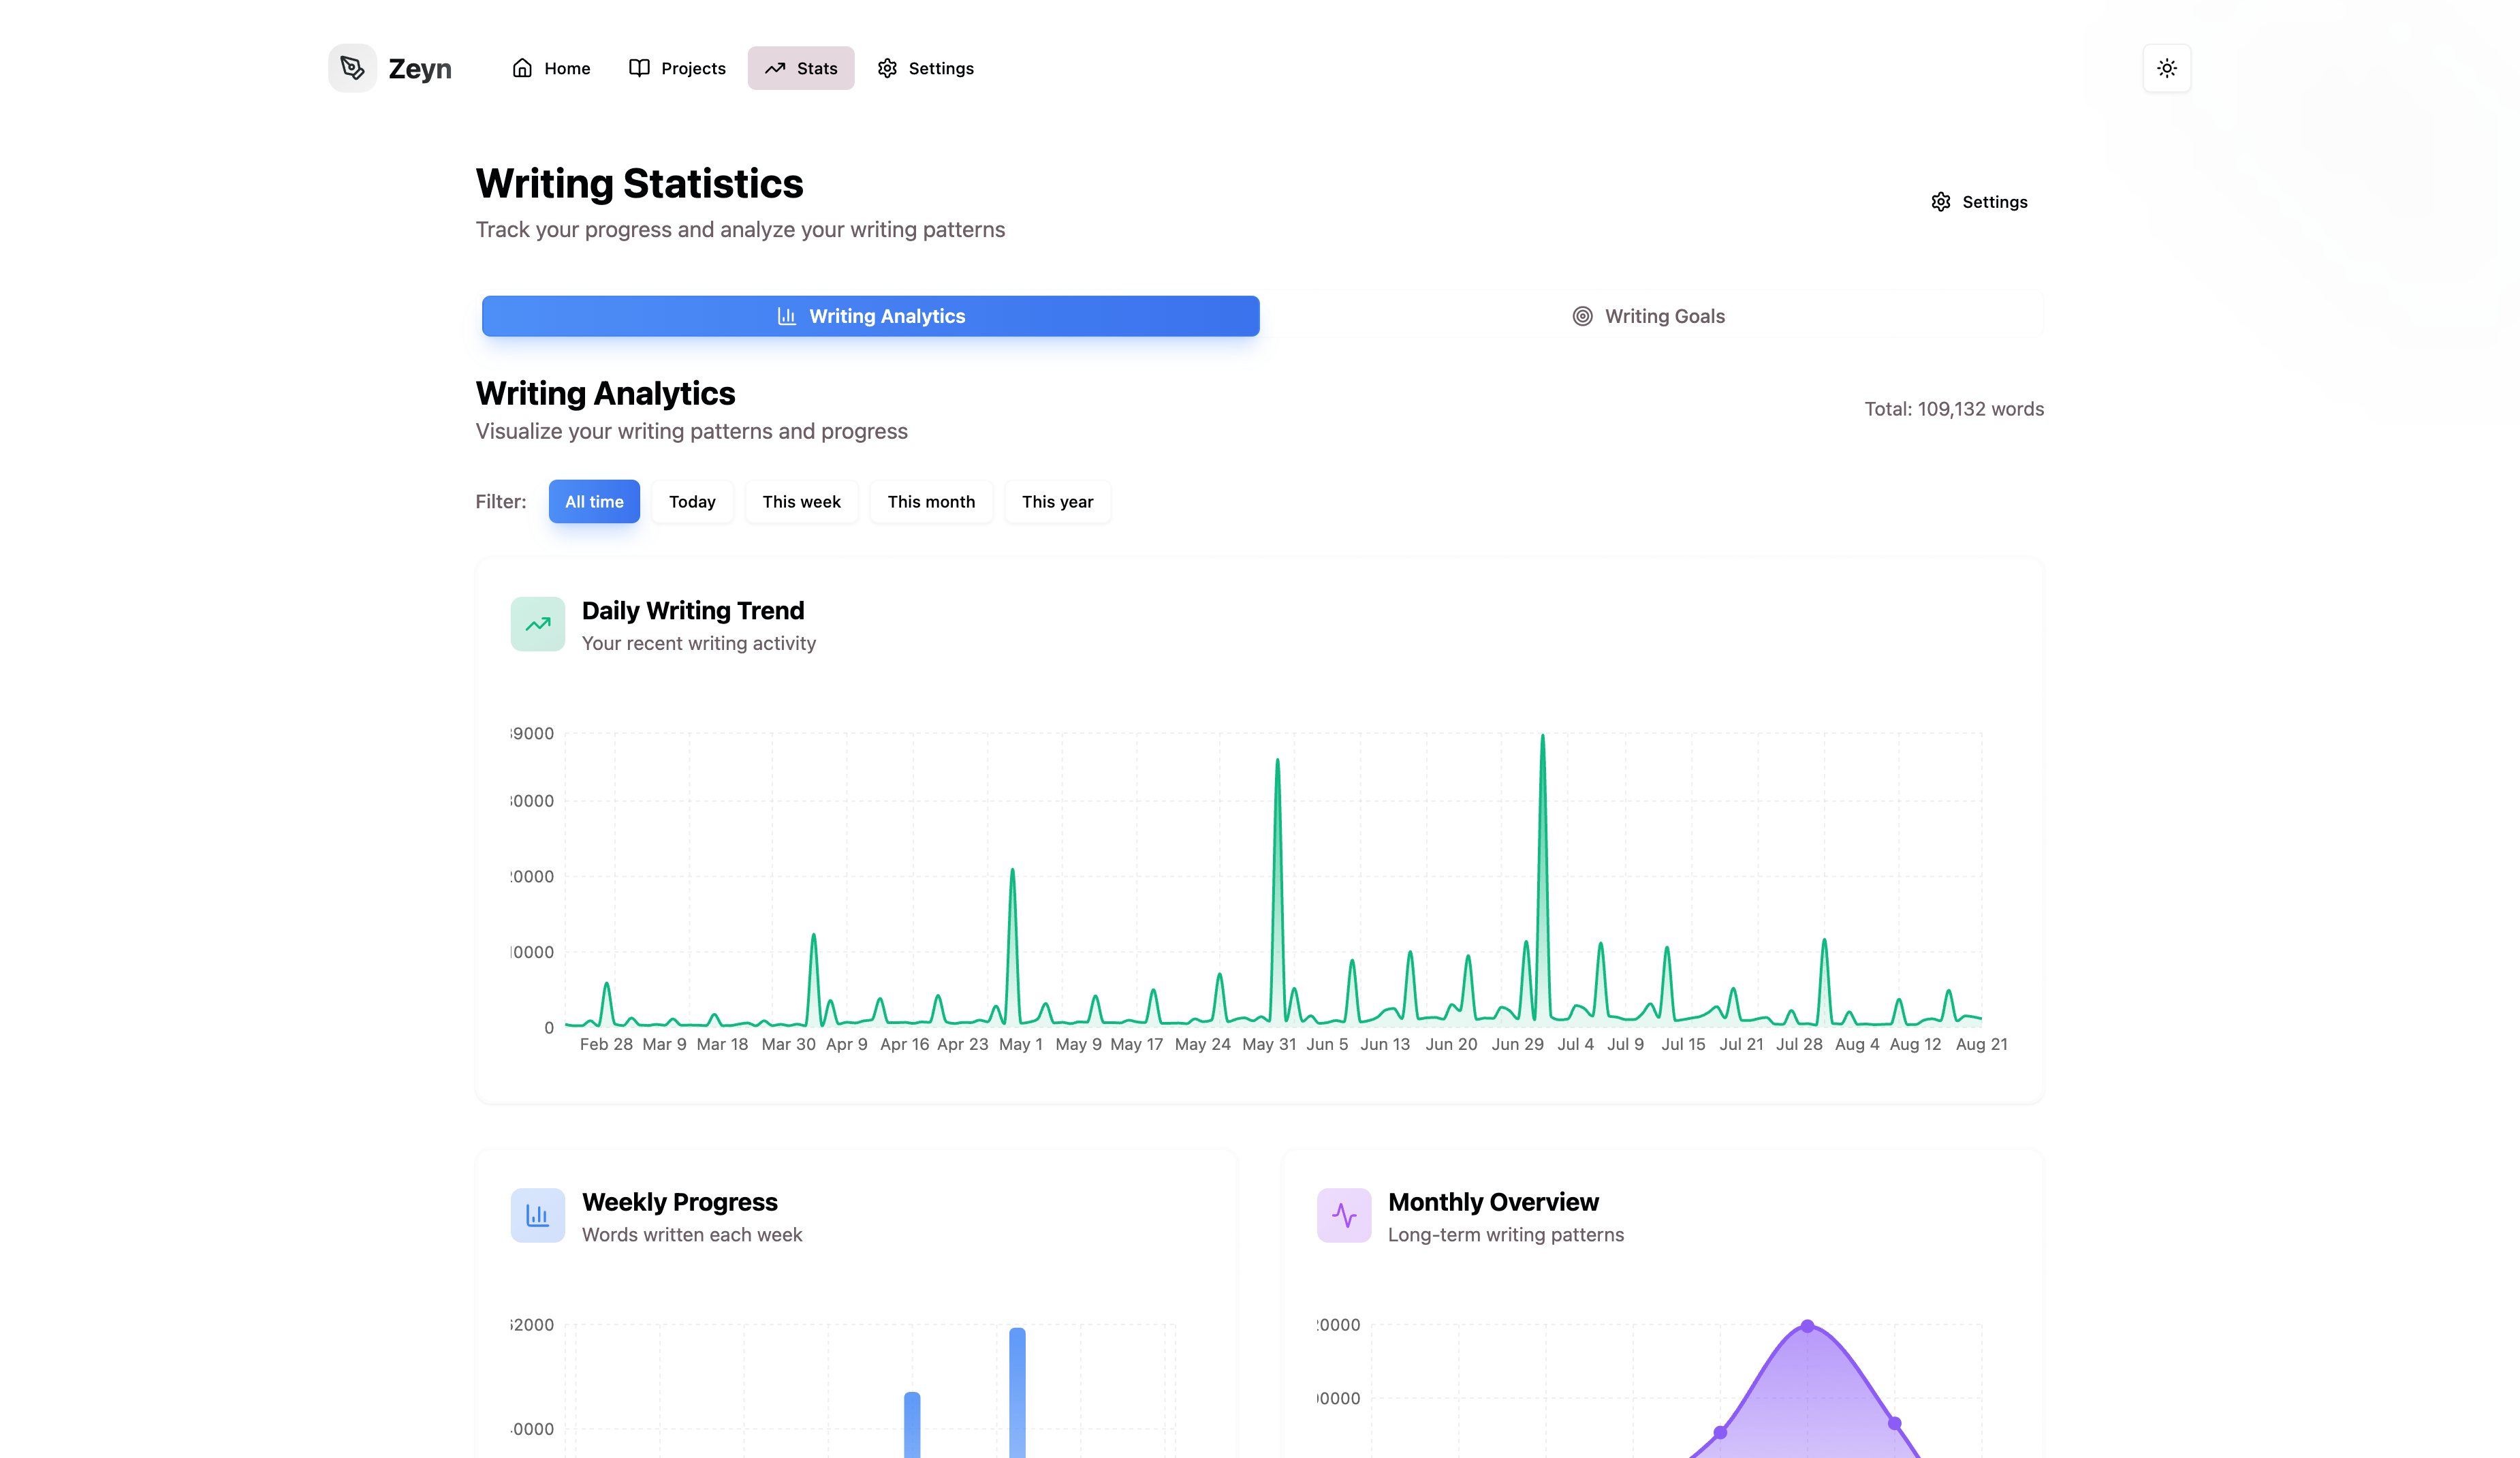 Zeyn
Home
Projects
Stats
Settings
Writing Statistics
Track your progress and analyze your writing patterns
Settings
Writing Analytics
Writing Goals
Writing Analytics
Visualize your writing patterns and progress
Total: 109,132 words
Filter:
All time
Today
This week
This month
This year
Daily Writing Trend
Your recent writing activity
9000
0000
0000
0000
0
Feb 28 Mar 9 Mar 18 Mar 30 Apr 9 Apr 16 Apr 23 May 1 May 9 May 17 May 24 May 31 Jun 5 Jun 13 Jun 20 Jun 29 Jul 4 Jul 9 Jul 15 Jul 21 Jul 28 Aug 4 Aug 12 Aug 21
Weekly Progress
Words written each week
2000
0000
Monthly Overview
Long-term writing patterns
0000
0000